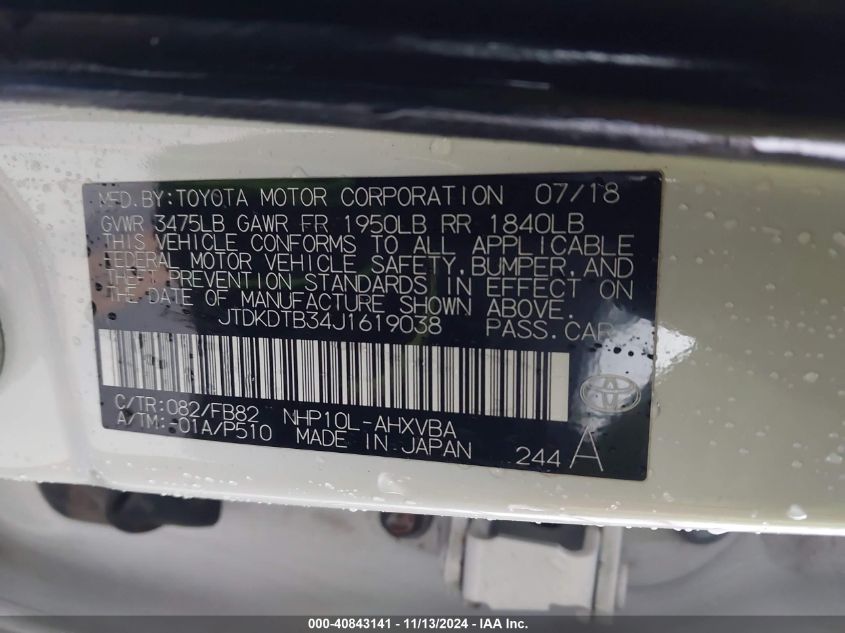 MFD.BY:TOYOTA MOTOR CORPORATION 07/18
GVWR 3475LB GAWR FR 1950LB RR 1840LB
THIS VEHICLE CONFORMS TO ALL APPLICABLE
FEDERAL MOTOR VEHICLE SAFETY,BUMPER,AND
THEFT PREVENTION STANDARDS IN EFFECT ON
THE DATE OF MANUFACTURE SHOWN ABOVE.
JTDKDTB34J1619038 PASS.CAR
C/TR:082/FB82 NHP10L-AHXVBA
A/TM:-01A/P510 MADE IN JAPAN 244 A
000-40843141 - 11/13/2024 - IAA Inc.